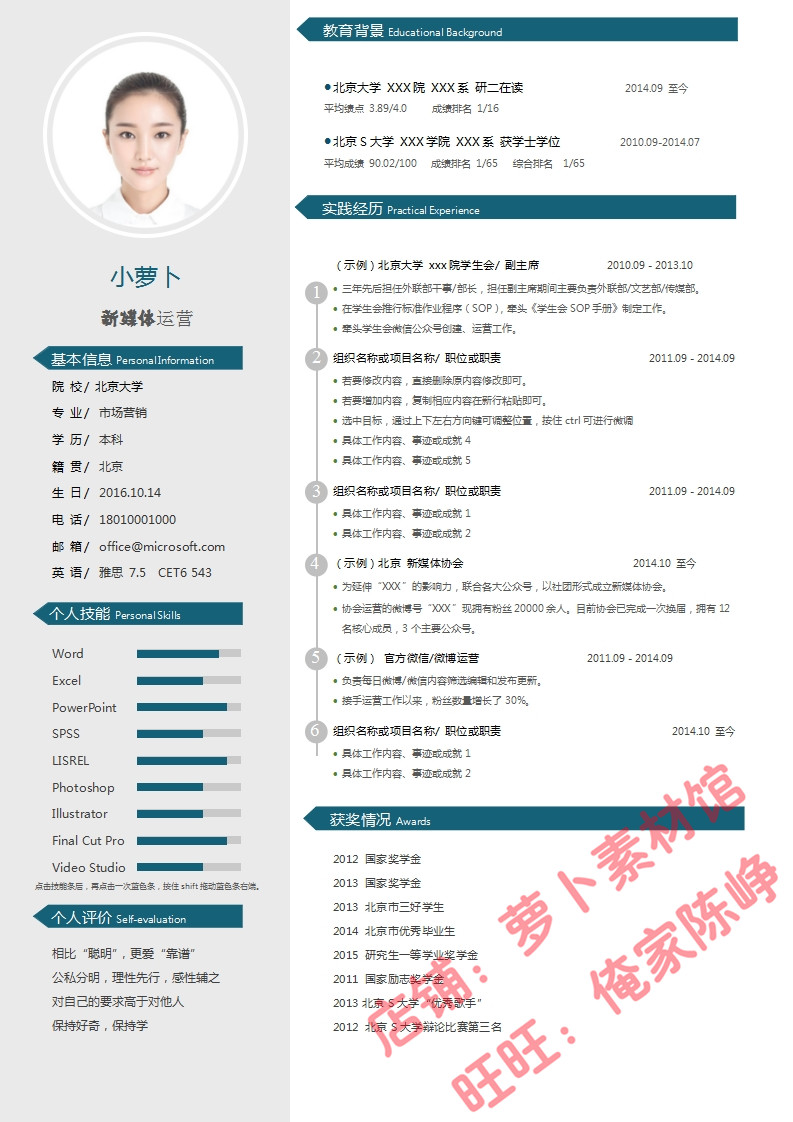 小萝卜
新媒体运营
基本信息 Personal Information
院 校/ 北京大学
专 业/ 市场营销
学 历/ 本科
籍 贯/ 北京
生 日/ 2016.10.14
电 话/ 18010001000
邮 箱/ office@microsoft.com
英 语/ 雅思 7.5 CET6 543
个人技能 Personal Skills
Word
Excel
PowerPoint
SPSS
LISREL
Photoshop
Illustrator
Final Cut Pro
Video Studio
点击技能条后，再点击一次蓝色条，按住 shift 拖动蓝色条右端。
个人评价 Self-evaluation
相比“聪明”，更爱“靠谱”
公私分明，理性先行，感性辅之
对自己的要求高于对他人
保持好奇，保持学
教育背景 Educational Background
•北京大学 XXX院 XXX系 研二在读 2014.09 至今
平均绩点 3.89/4.0 成绩排名 1/16
•北京 S 大学 XXX 学院 XXX 系 获学士学位 2010.09-2014.07
平均成绩 90.02/100 成绩排名 1/65 综合排名 1/65
实践经历 Practical Experience
（示例)北京大学 xxx院学生会/ 副主席 2010.09 - 2013.10
1 • 三年先后担任外联部干事/部长，担任副主席期间主要负责外联部/文艺部/传媒部。
• 在学生会推行标准作业程序（SOP），牵头《学生会 SOP 手册》制定工作。
• 牵头学生会微信公众号创建、运营工作。
2 组织名称或项目名称/ 职位或职责 2011.09 - 2014.09
• 若要修改内容，直接删除原内容修改即可。
• 若要增加内容，复制相应内容在新行粘贴即可。
• 选中目标，通过上下左右方向键可调整位置，按住 ctrl 可进行微调
• 具体工作内容、事迹或成就 4
• 具体工作内容、事迹或成就 5
3 组织名称或项目名称/ 职位或职责 2011.09 - 2014.09
• 具体工作内容、事迹或成就 1
• 具体工作内容、事迹或成就 2
4 （示例)北京 新媒体协会 2014.10 至今
• 为延伸“XXX”的影响力，联合各大公众号，以社团形式成立新媒体协会。
• 协会运营的微博号“XXX”现拥有粉丝 20000 余人。目前协会已完成一次换届，拥有 12
名核心成员，3 个主要公众号。
5 （示例） 官方微信/微博运营 2011.09 - 2014.09
• 负责每日微博/微信内容筛选编辑和发布更新。
• 接手运营工作以来，粉丝数量增长了 30%。
6 组织名称或项目名称/ 职位或职责 2014.10 至今
• 具体工作内容、事迹或成就 1
• 具体工作内容、事迹或成就 2
获奖情况 Awards
2012 国家奖学金
2013 国家奖学金
2013 北京市三好学生
2014 北京市优秀毕业生
2015 研究生一等学业奖学金
2011 国家励志奖学金
2013 北京 S 大学“优秀歌手”
2012 北京 S 大学辩论比赛第三名
店铺：萝卜素材馆
旺旺：俺家陈峥